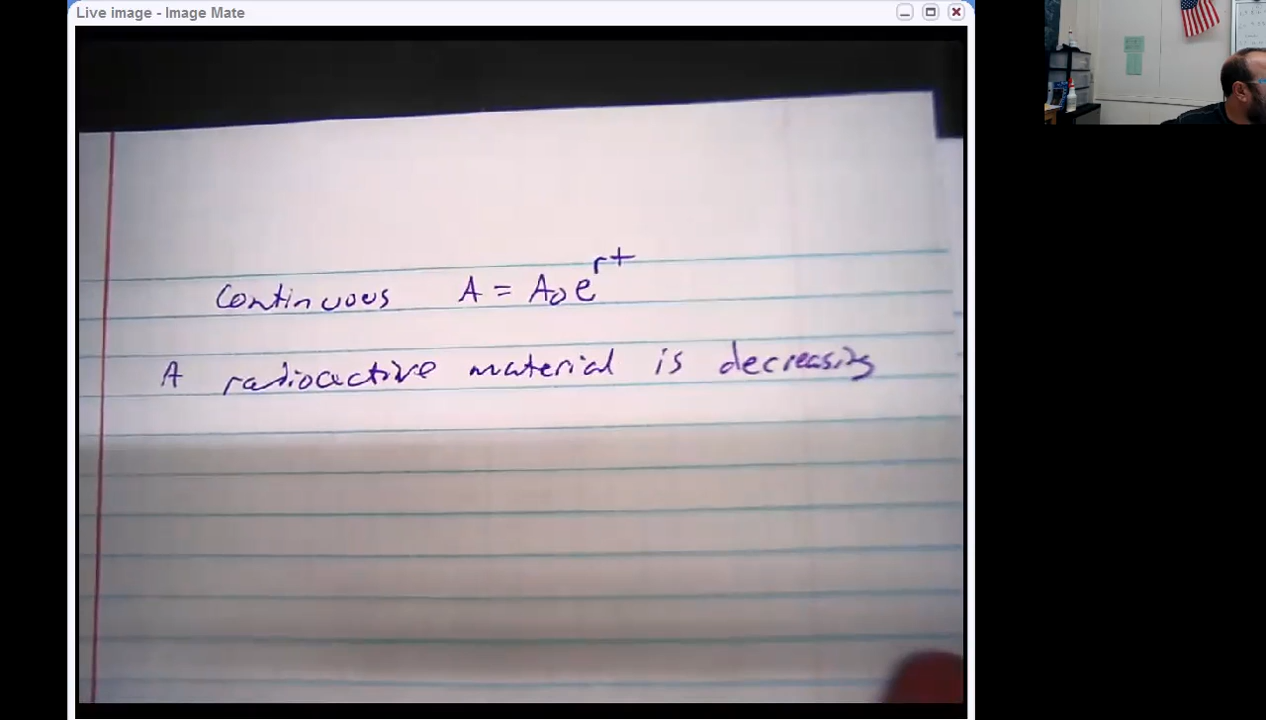 Live image - Image Mate
Continuous A = A₀e^rt
A radioactive material is decreasing